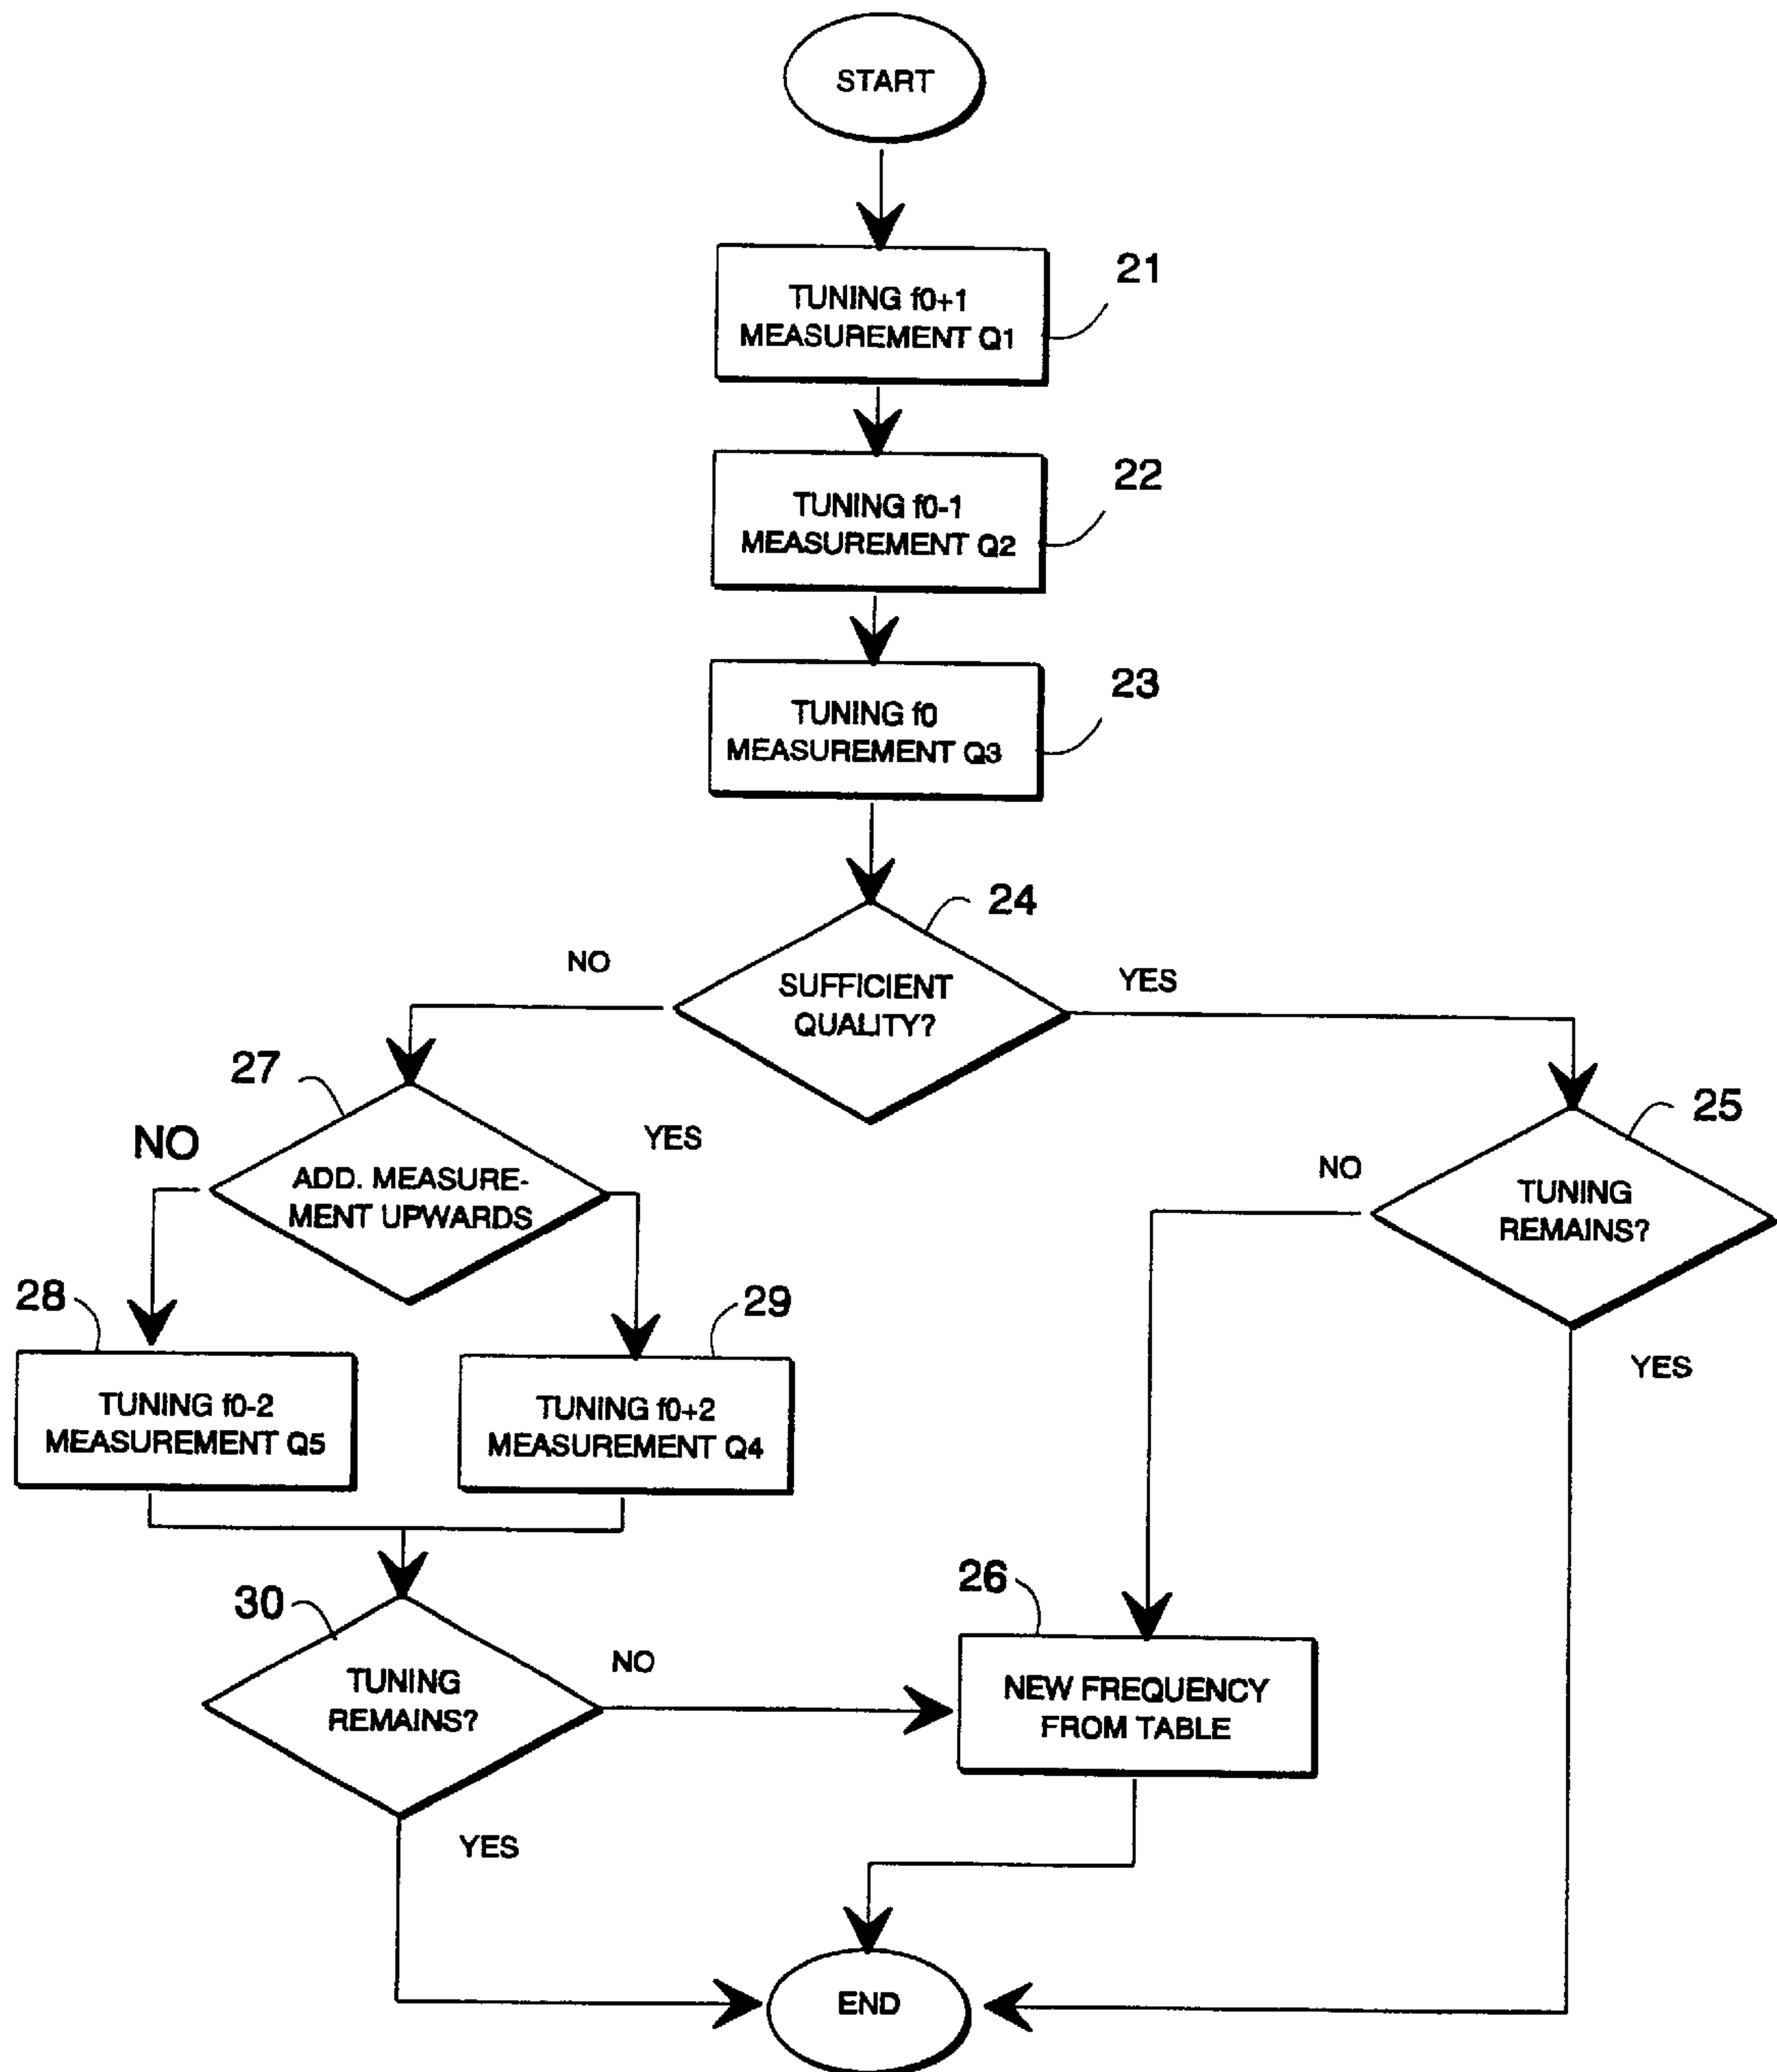 START
21
TUNING f0+1
MEASUREMENT Q1
22
TUNING f0-1
MEASUREMENT Q2
23
TUNING f0
MEASUREMENT Q3
24
NO
YES
SUFFICIENT
QUALITY?
27
25
NO
YES
NO
ADD. MEASURE-
MENT UPWARDS
TUNING
REMAINS?
28
29
YES
TUNING f0-2
MEASUREMENT Q5
TUNING f0+2
MEASUREMENT Q4
30
26
NO
TUNING
REMAINS?
NEW FREQUENCY
FROM TABLE
YES
END